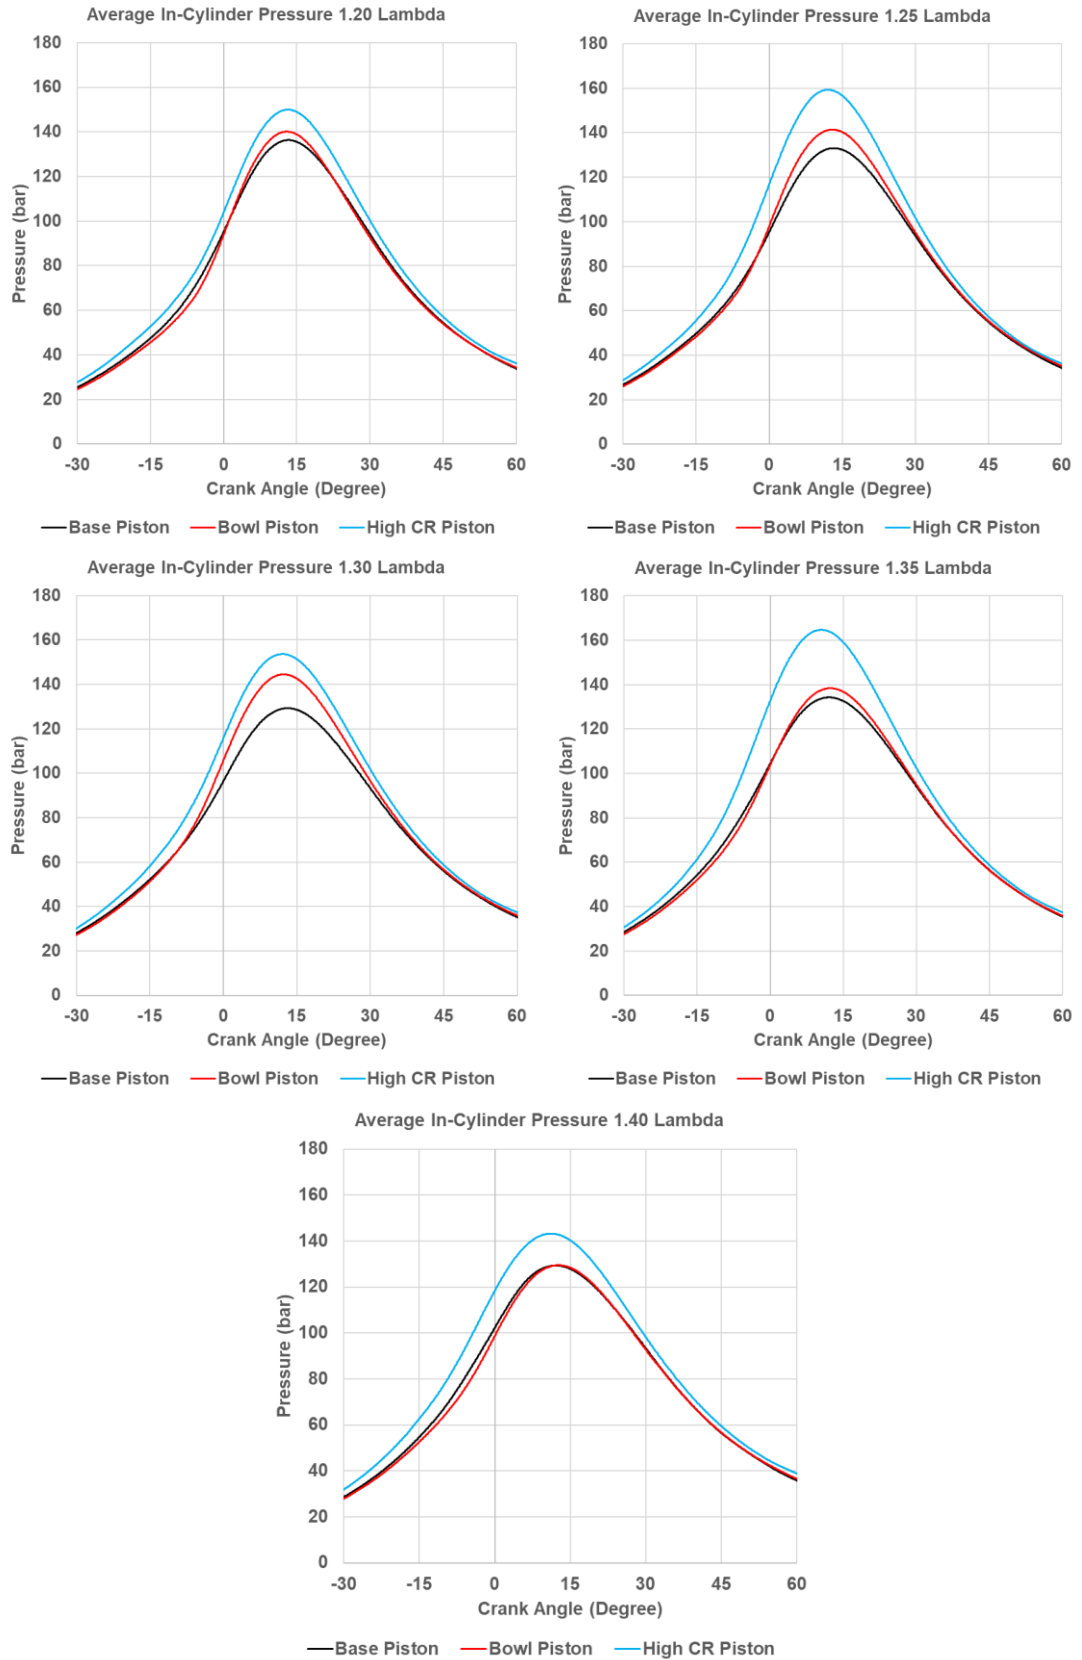 Average In-Cylinder Pressure 1.20 Lambda
180
160
140
120
100
80
60
40
20
0
Pressure (bar)
-30 -15 0 15 30 45 60
Crank Angle (Degree)
Base Piston Bowl Piston High CR Piston
Average In-Cylinder Pressure 1.25 Lambda
180
160
140
120
100
80
60
40
20
0
Pressure (bar)
-30 -15 0 15 30 45 60
Crank Angle (Degree)
Base Piston Bowl Piston High CR Piston
Average In-Cylinder Pressure 1.30 Lambda
180
160
140
120
100
80
60
40
20
0
Pressure (bar)
-30 -15 0 15 30 45 60
Crank Angle (Degree)
Base Piston Bowl Piston High CR Piston
Average In-Cylinder Pressure 1.35 Lambda
180
160
140
120
100
80
60
40
20
0
Pressure (bar)
-30 -15 0 15 30 45 60
Crank Angle (Degree)
Base Piston Bowl Piston High CR Piston
Average In-Cylinder Pressure 1.40 Lambda
180
160
140
120
100
80
60
40
20
0
Pressure (bar)
-30 -15 0 15 30 45 60
Crank Angle (Degree)
Base Piston Bowl Piston High CR Piston